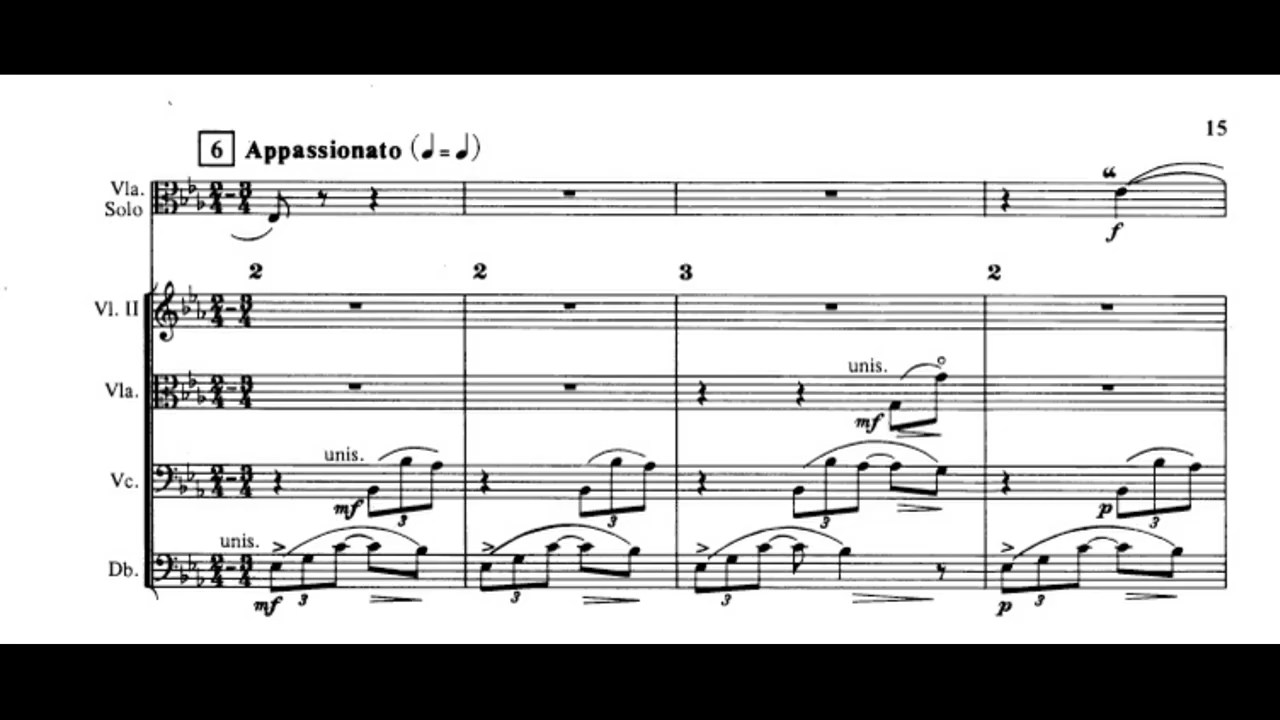 15
6 Appassionato (♩=♩)
Vla.
Solo
2 2 3 2
f
Vl. II
Vla.
unis.
mf
Vc.
unis.
mf 3 3 3 p 3
Db.
unis.
mf 3 3 3 p 3